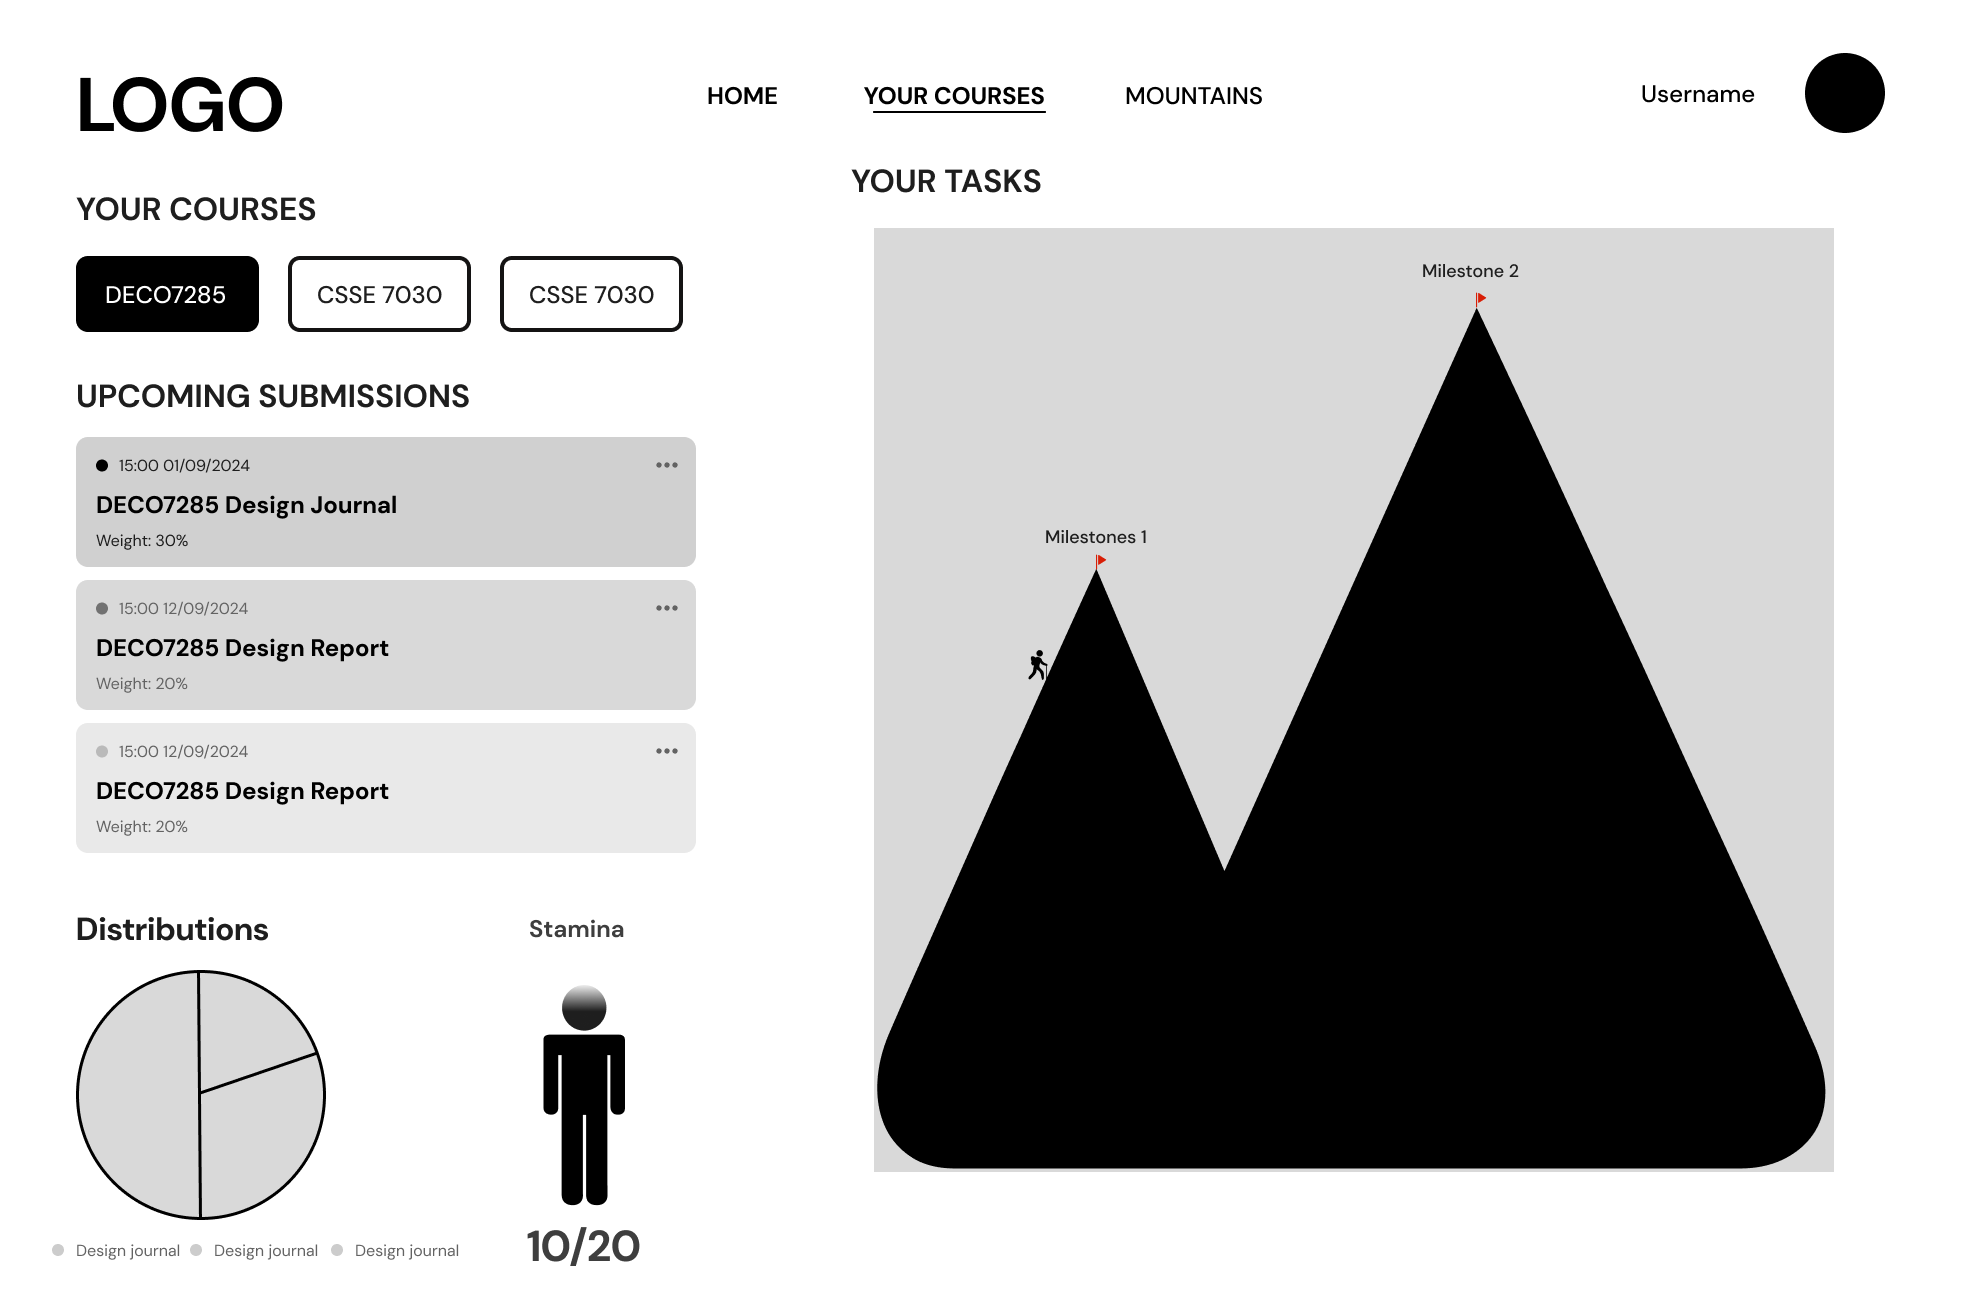 LOGO
HOME
YOUR COURSES
MOUNTAINS
Username
YOUR COURSES
DECO7285
CSSE 7030
CSSE 7030
UPCOMING SUBMISSIONS
15:00 01/09/2024
DECO7285 Design Journal
Weight: 30%
15:00 12/09/2024
DECO7285 Design Report
Weight: 20%
15:00 12/09/2024
DECO7285 Design Report
Weight: 20%
Distributions
Design journal
Design journal
Design journal
Stamina
10/20
YOUR TASKS
Milestone 2
Milestones 1